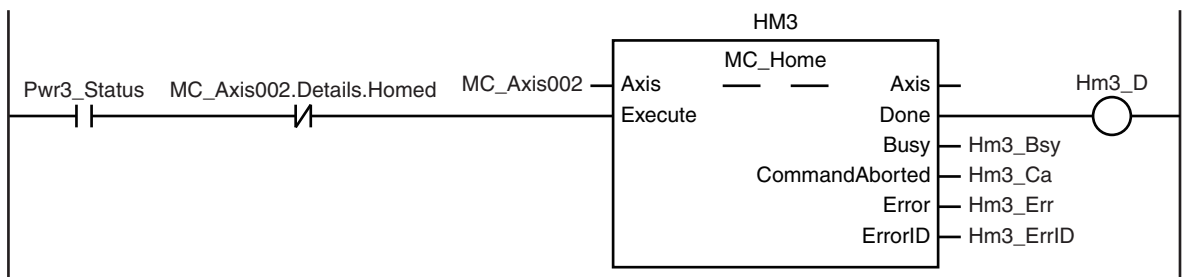 HM3
MC_Home
Pwr3_Status MC_Axis002.Details.Homed MC_Axis002 Axis Axis Hm3_D
Execute Done
Busy Hm3_Bsy
CommandAborted Hm3_Ca
Error Hm3_Err
ErrorID Hm3_ErrID